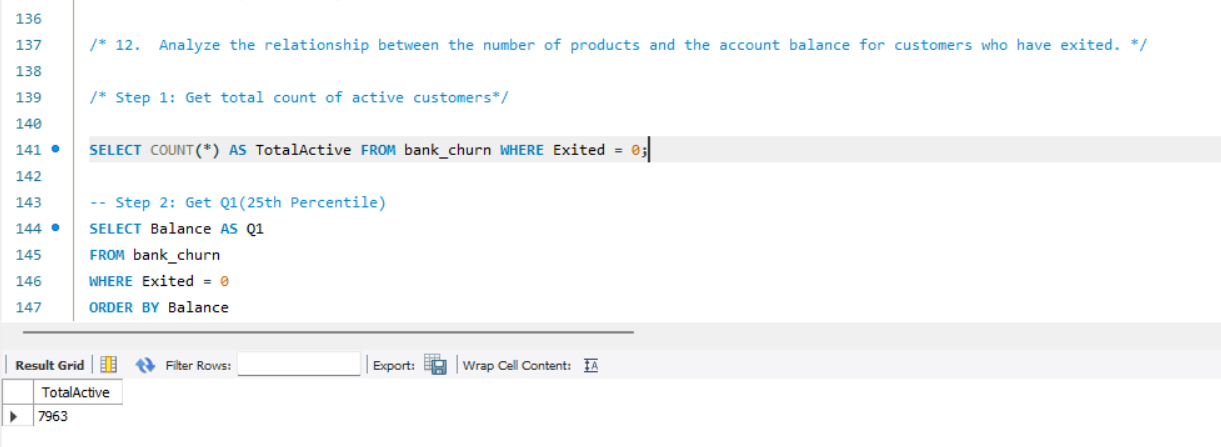 136
137 /* 12.  Analyze the relationship between the number of products and the account balance for customers who have exited. */
138
139 /* Step 1: Get total count of active customers*/
140
141 SELECT COUNT(*) AS TotalActive FROM bank_churn WHERE Exited = 0;
142
143 -- Step 2: Get Q1(25th Percentile)
144 SELECT Balance AS Q1
145 FROM bank_churn
146 WHERE Exited = 0
147 ORDER BY Balance
Result Grid Filter Rows: Export: Wrap Cell Content: IA
TotalActive
7963